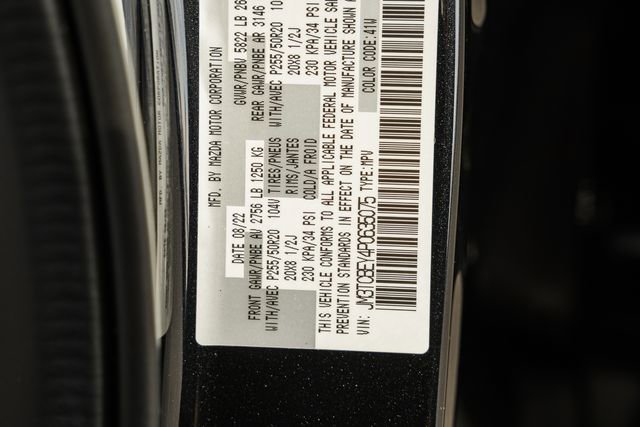 MFD. BY MAZDA MOTOR CORPORATION
DATE 08/22
GVWR/PNBV 5822 LB 26
FRONT GAWR/PNBE AV 2756 LB 1250 KG
REAR GAWR/PNBE AR 3146
WITH/AVEC P255/50R20 104V TIRES/PNEUS WITH/AVEC P255/50R20 10
20X8 1/2J RIMS/JANTES 20X8 1/2J
230 KPA/34 PSI COLD/A FROID 230 KPA/34 PSI
THIS VEHICLE CONFORMS TO ALL APPLICABLE FEDERAL MOTOR VEHICLE SA
PREVENTION STANDARDS IN EFFECT ON THE DATE OF MANUFACTURE SHOWN A
VIN: JM3TCBEY4P0635075 TYPE:MPV COLOR CODE:41W